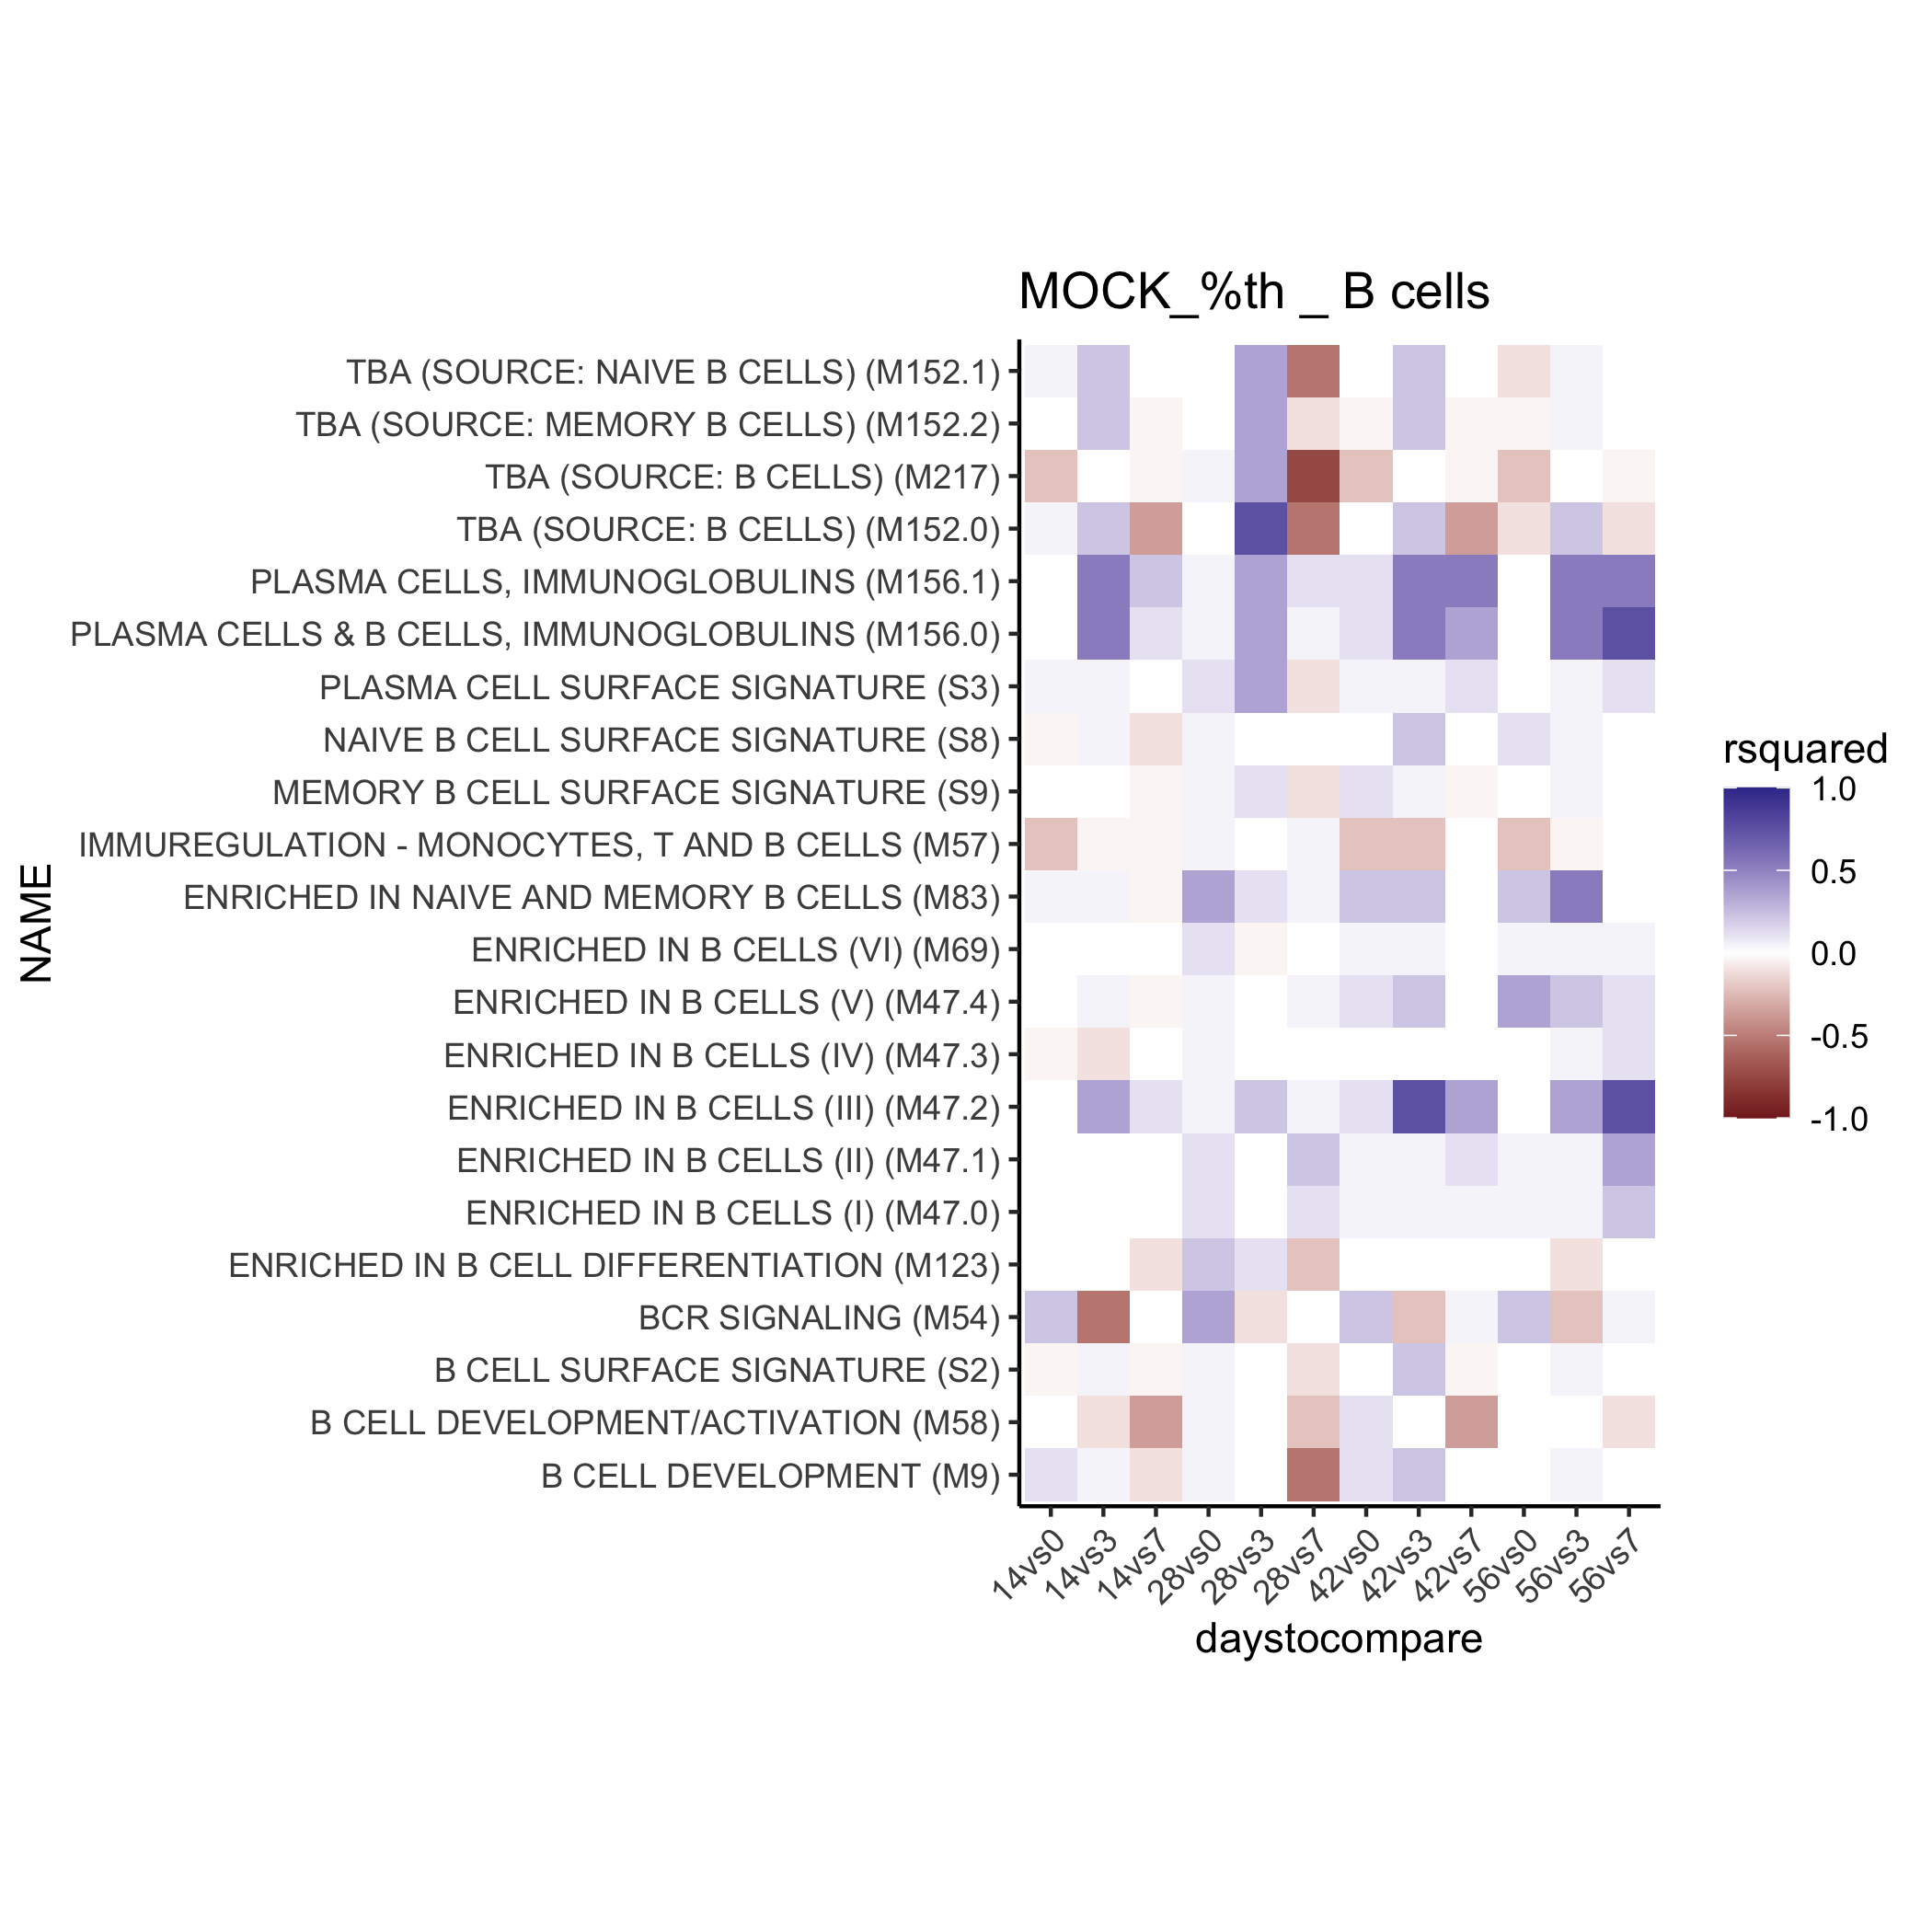 MOCK_%th _ B cells
TBA (SOURCE: NAIVE B CELLS) (M152.1)
TBA (SOURCE: MEMORY B CELLS) (M152.2)
TBA (SOURCE: B CELLS) (M217)
TBA (SOURCE: B CELLS) (M152.0)
PLASMA CELLS, IMMUNOGLOBULINS (M156.1)
PLASMA CELLS & B CELLS, IMMUNOGLOBULINS (M156.0)
PLASMA CELL SURFACE SIGNATURE (S3)
NAIVE B CELL SURFACE SIGNATURE (S8)
MEMORY B CELL SURFACE SIGNATURE (S9)
IMMUREGULATION - MONOCYTES, T AND B CELLS (M57)
ENRICHED IN NAIVE AND MEMORY B CELLS (M83)
ENRICHED IN B CELLS (VI) (M69)
ENRICHED IN B CELLS (V) (M47.4)
ENRICHED IN B CELLS (IV) (M47.3)
ENRICHED IN B CELLS (III) (M47.2)
ENRICHED IN B CELLS (II) (M47.1)
ENRICHED IN B CELLS (I) (M47.0)
ENRICHED IN B CELL DIFFERENTIATION (M123)
BCR SIGNALING (M54)
B CELL SURFACE SIGNATURE (S2)
B CELL DEVELOPMENT/ACTIVATION (M58)
B CELL DEVELOPMENT (M9)
NAME
14vs0
14vs3
14vs7
28vs0
28vs3
28vs7
42vs0
42vs3
42vs7
56vs0
56vs3
56vs7
daystocompare
rsquared
1.0
0.5
0.0
-0.5
-1.0